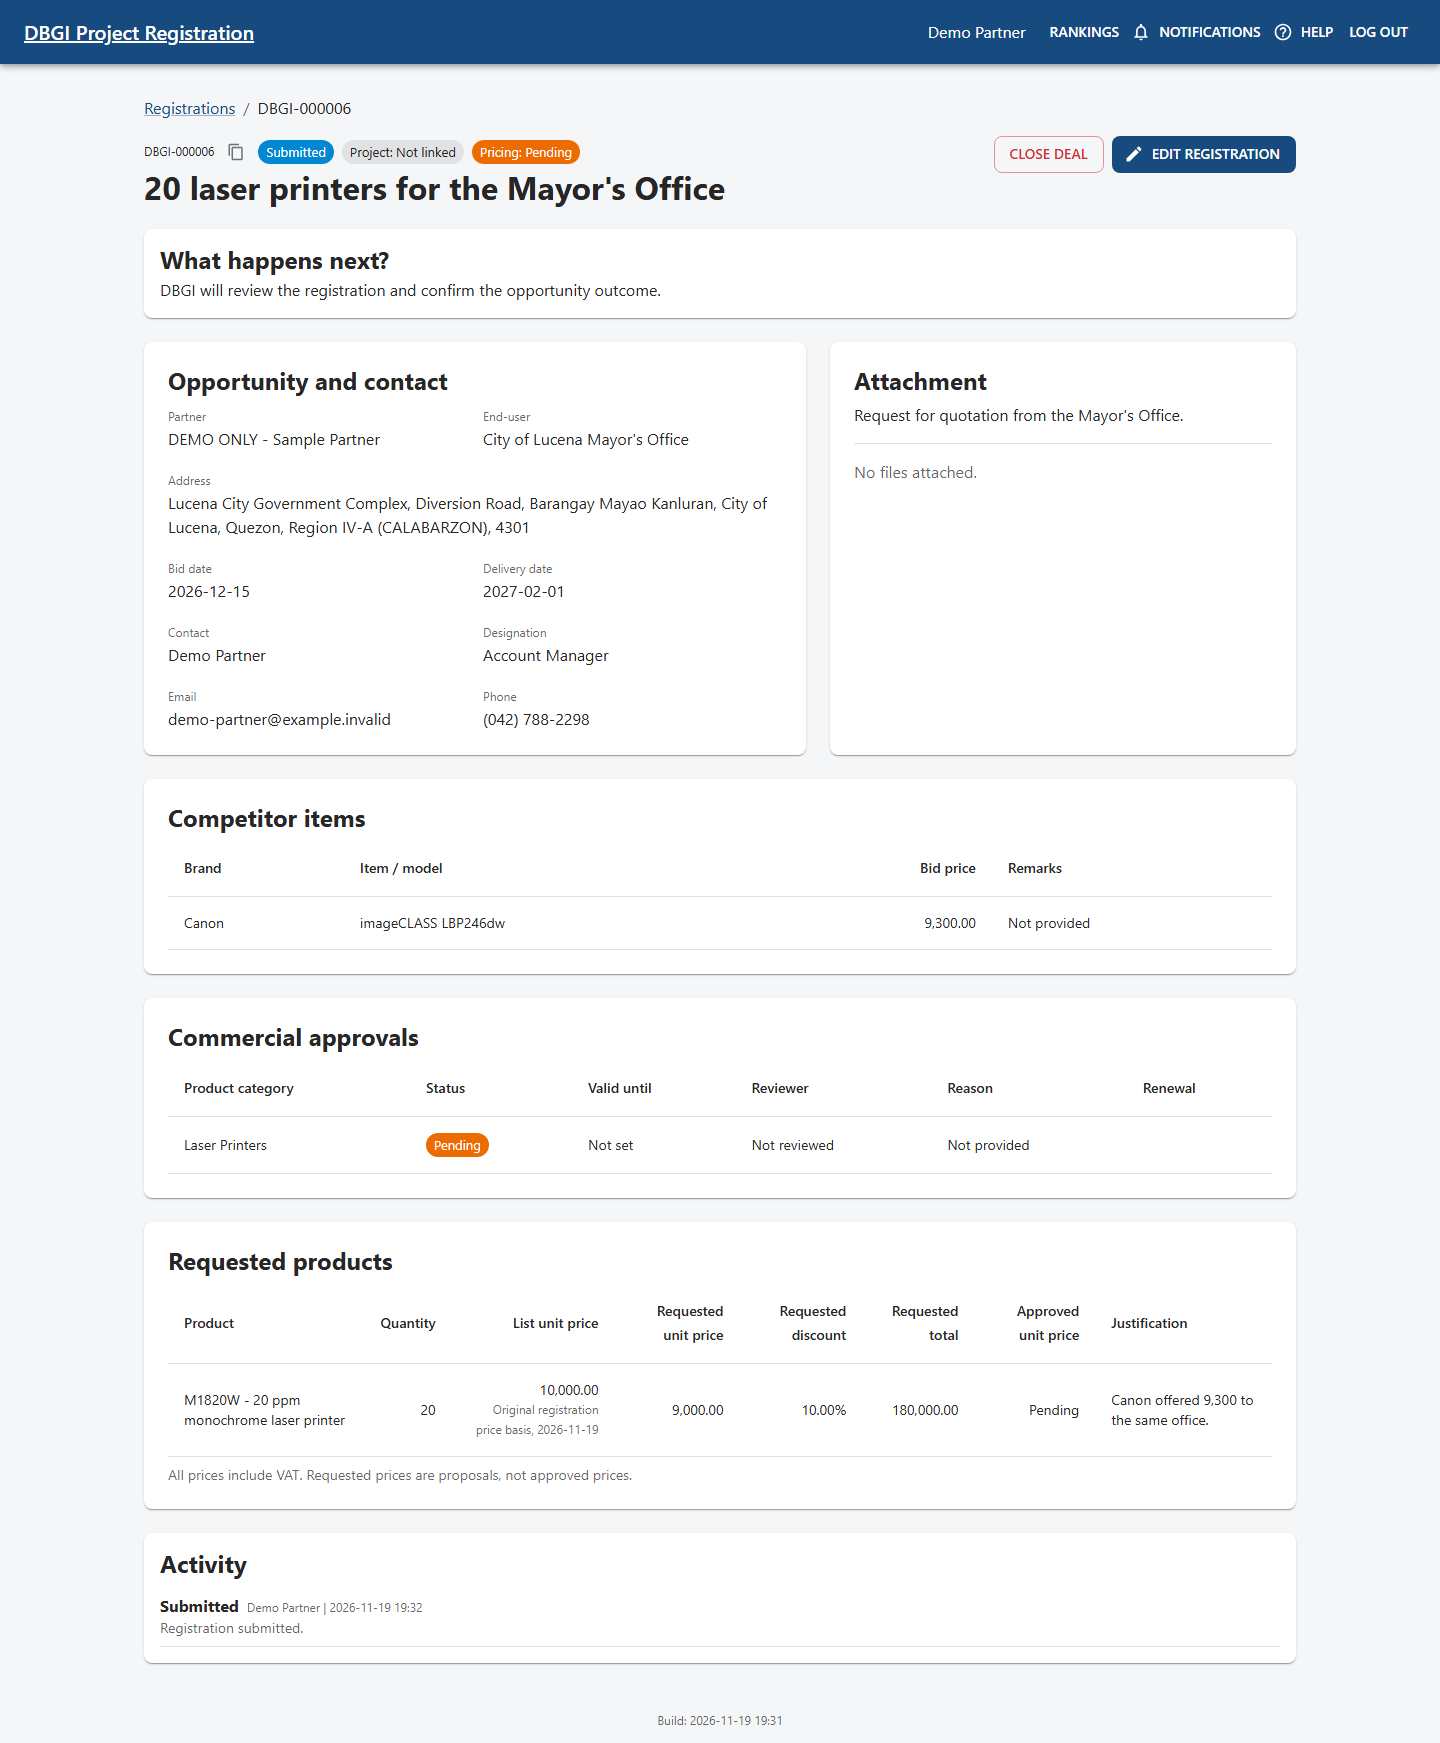 DBGI Project Registration
Demo Partner RANKINGS NOTIFICATIONS HELP LOG OUT
Registrations / DBGI-000006
DBGI-000006 Submitted Project: Not linked Pricing: Pending
CLOSE DEAL EDIT REGISTRATION
20 laser printers for the Mayor's Office
What happens next?
DBGI will review the registration and confirm the opportunity outcome.
Opportunity and contact
Partner End-user
DEMO ONLY - Sample Partner City of Lucena Mayor's Office
Address
Lucena City Government Complex, Diversion Road, Barangay Mayao Kanluran, City of
Lucena, Quezon, Region IV-A (CALABARZON), 4301
Bid date Delivery date
2026-12-15 2027-02-01
Contact Designation
Demo Partner Account Manager
Email Phone
demo-partner@example.invalid (042) 788-2298
Attachment
Request for quotation from the Mayor's Office.
No files attached.
Competitor items
Brand Item / model Bid price Remarks
Canon imageCLASS LBP246dw 9,300.00 Not provided
Commercial approvals
Product category Status Valid until Reviewer Reason Renewal
Laser Printers Pending Not set Not reviewed Not provided
Requested products
Product Quantity List unit price Requested unit price Requested discount Requested total Approved unit price Justification
M1820W - 20 ppm monochrome laser printer 20 10,000.00 Original registration price basis, 2026-11-19 9,000.00 10.00% 180,000.00 Pending Canon offered 9,300 to the same office.
All prices include VAT. Requested prices are proposals, not approved prices.
Activity
Submitted Demo Partner | 2026-11-19 19:32
Registration submitted.
Build: 2026-11-19 19:31